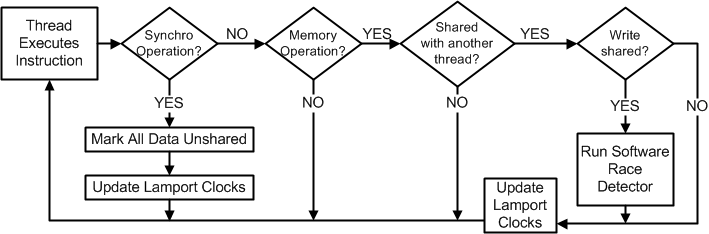 Thread
Executes
Instruction
Synchro
Operation?
NO
Memory
Operation?
YES
Shared
with another
thread?
YES
Write
shared?
YES
NO
NO
YES
NO
Mark All Data Unshared
Run Software
Race
Detector
Update Lamport Clocks
Update
Lamport
Clocks